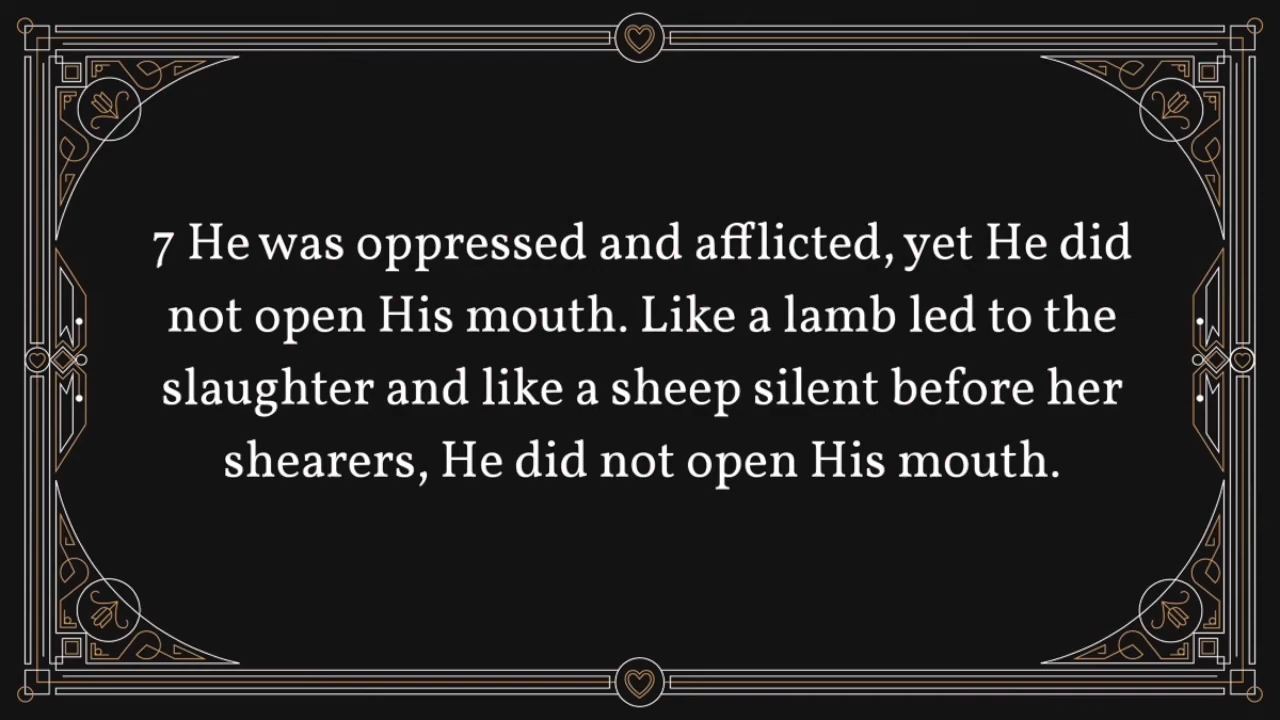 7 He was oppressed and afflicted, yet He did
not open His mouth. Like a lamb led to the
slaughter and like a sheep silent before her
shearers, He did not open His mouth.